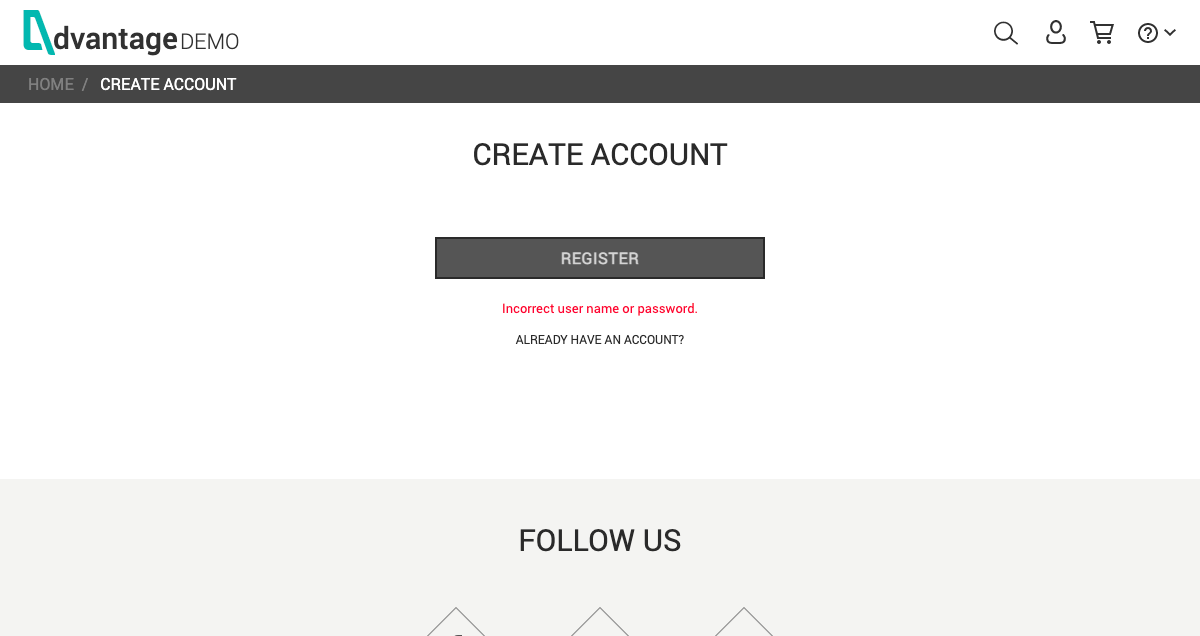 dvantage DEMO
HOME / CREATE ACCOUNT
CREATE ACCOUNT
REGISTER
Incorrect user name or password.
ALREADY HAVE AN ACCOUNT?
FOLLOW US